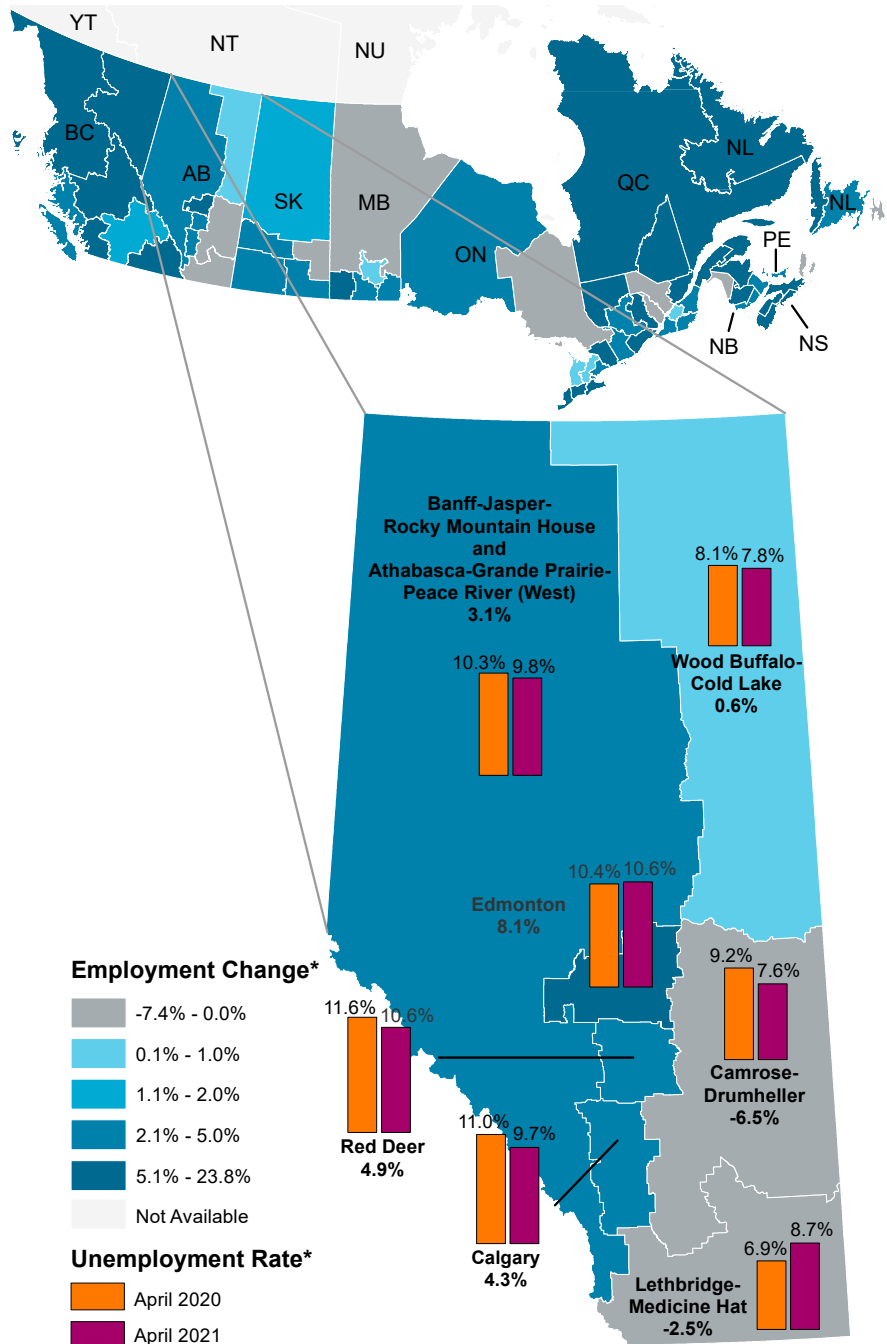 YT
NT
NU
BC
AB
SK
MB
ON
QC
NL
NL
PE
NB
NS
Banff-Jasper-
Rocky Mountain House
and
Athabasca-Grande Prairie-
Peace River (West)
3.1%
10.3%
9.8%
8.1%
7.8%
Wood Buffalo-
Cold Lake
0.6%
10.4%
10.6%
Edmonton
8.1%
9.2%
7.6%
Camrose-
Drumheller
-6.5%
11.6%
10.6%
Red Deer
4.9%
11.0%
9.7%
Calgary
4.3%
6.9%
8.7%
Lethbridge-
Medicine Hat
-2.5%
Employment Change*
-7.4% - 0.0%
0.1% - 1.0%
1.1% - 2.0%
2.1% - 5.0%
5.1% - 23.8%
Not Available
Unemployment Rate*
April 2020
April 2021